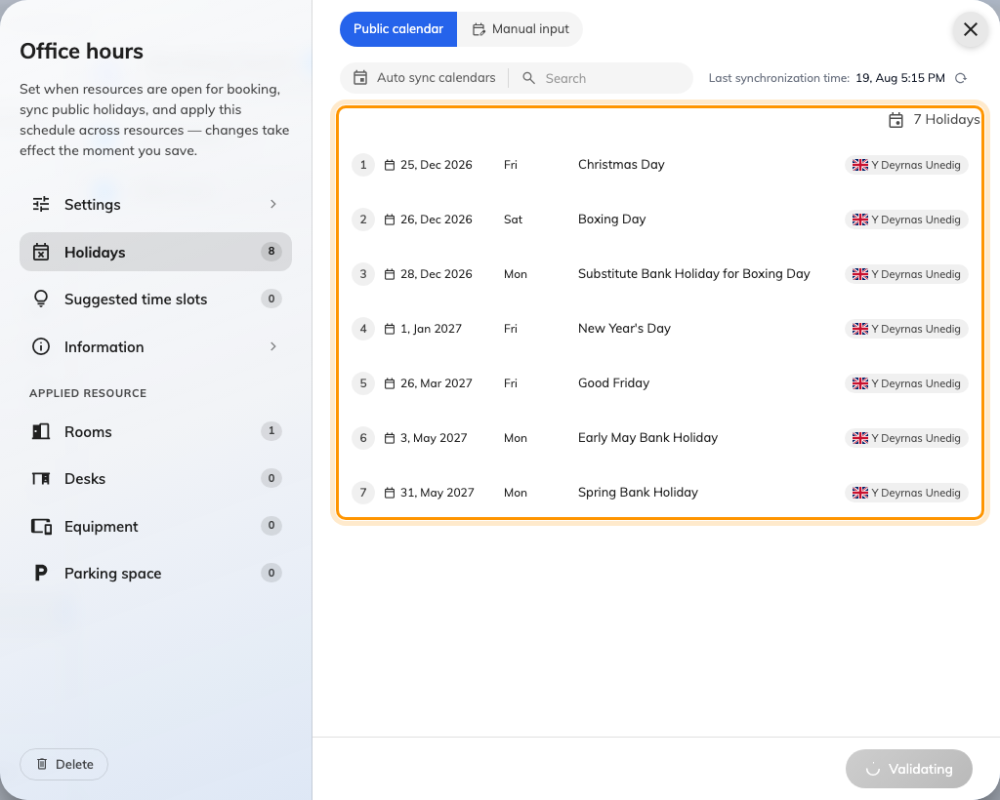 Office hours
Set when resources are open for booking,
sync public holidays, and apply this
schedule across resources — changes take
effect the moment you save.
Settings
Holidays 8
Suggested time slots 0
Information
APPLIED RESOURCE
Rooms 1
Desks 0
Equipment 0
Parking space 0
Delete
Public calendar Manual input
Auto sync calendars Search Last synchronization time: 19, Aug 5:15 PM
7 Holidays
1 25, Dec 2026 Fri Christmas Day Y Deyrnas Unedig
2 26, Dec 2026 Sat Boxing Day Y Deyrnas Unedig
3 28, Dec 2026 Mon Substitute Bank Holiday for Boxing Day Y Deyrnas Unedig
4 1, Jan 2027 Fri New Year's Day Y Deyrnas Unedig
5 26, Mar 2027 Fri Good Friday Y Deyrnas Unedig
6 3, May 2027 Mon Early May Bank Holiday Y Deyrnas Unedig
7 31, May 2027 Mon Spring Bank Holiday Y Deyrnas Unedig
Validating